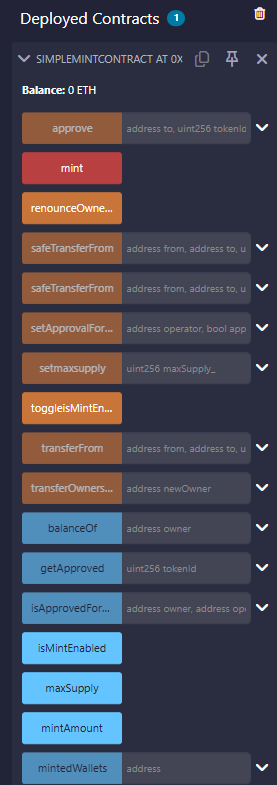 Deployed Contracts 1
SIMPLEMINTCONTRACT AT 0X
Balance: 0 ETH
approve address to, uint256 tokenId
mint
renounceOwne...
safeTransferFrom address from, address to, u
safeTransferFrom address from, address to, u
setApprovalFor... address operator, bool app
setmaxsupply uint256 maxSupply_
toggleisMintEn...
transferFrom address from, address to, u
transferOwners... address newOwner
balanceOf address owner
getApproved uint256 tokenId
isApprovedFor... address owner, address ope
isMintEnabled
maxSupply
mintAmount
mintedWallets address